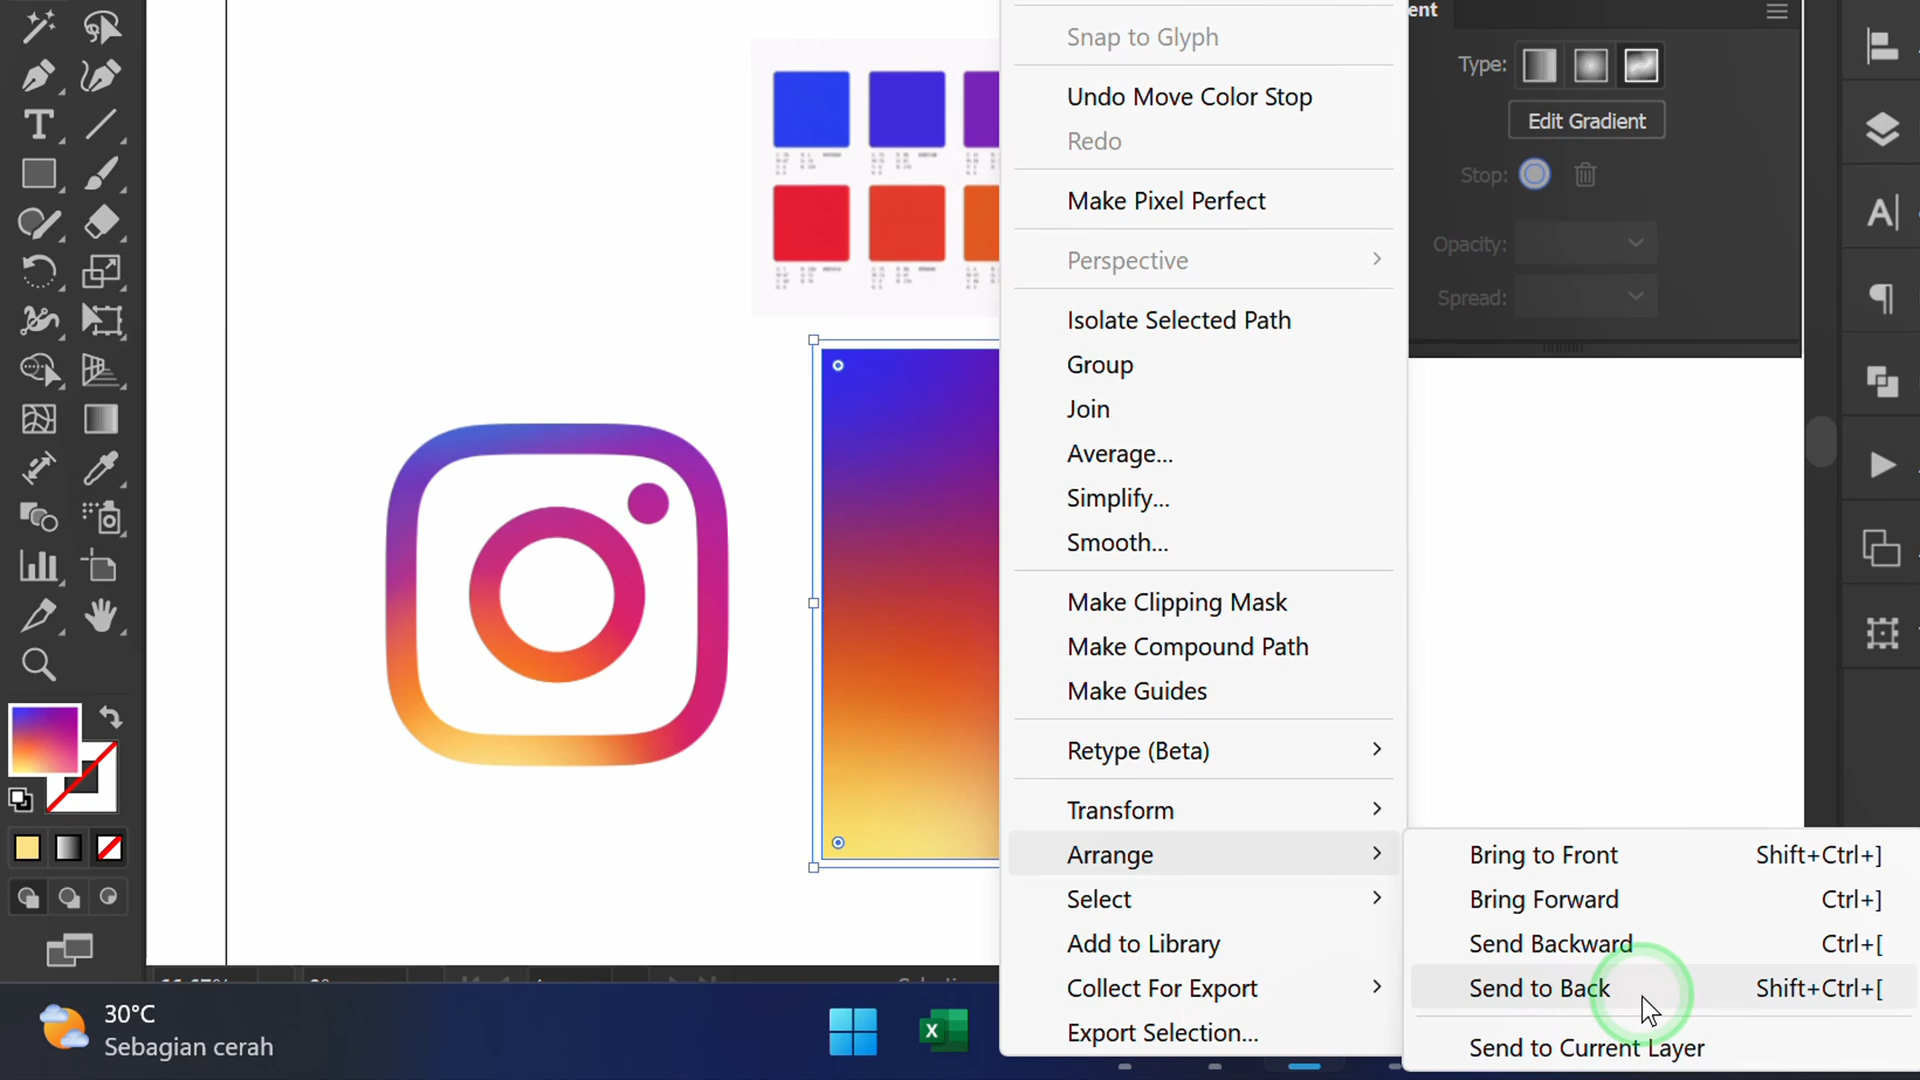 ent
Snap to Glyph
Type:
Undo Move Color Stop
Edit Gradient
Redo
Stop:
Make Pixel Perfect
Opacity:
Perspective
Spread:
Isolate Selected Path
Group
Join
Average...
Simplify...
Smooth...
Make Clipping Mask
Make Compound Path
Make Guides
Retype (Beta)
Transform
Arrange
Select
Add to Library
Collect For Export
Export Selection...
Bring to Front Shift+Ctrl+]
Bring Forward Ctrl+]
Send Backward Ctrl+[
Send to Back Shift+Ctrl+[
Send to Current Layer
30°C
Sebagian cerah